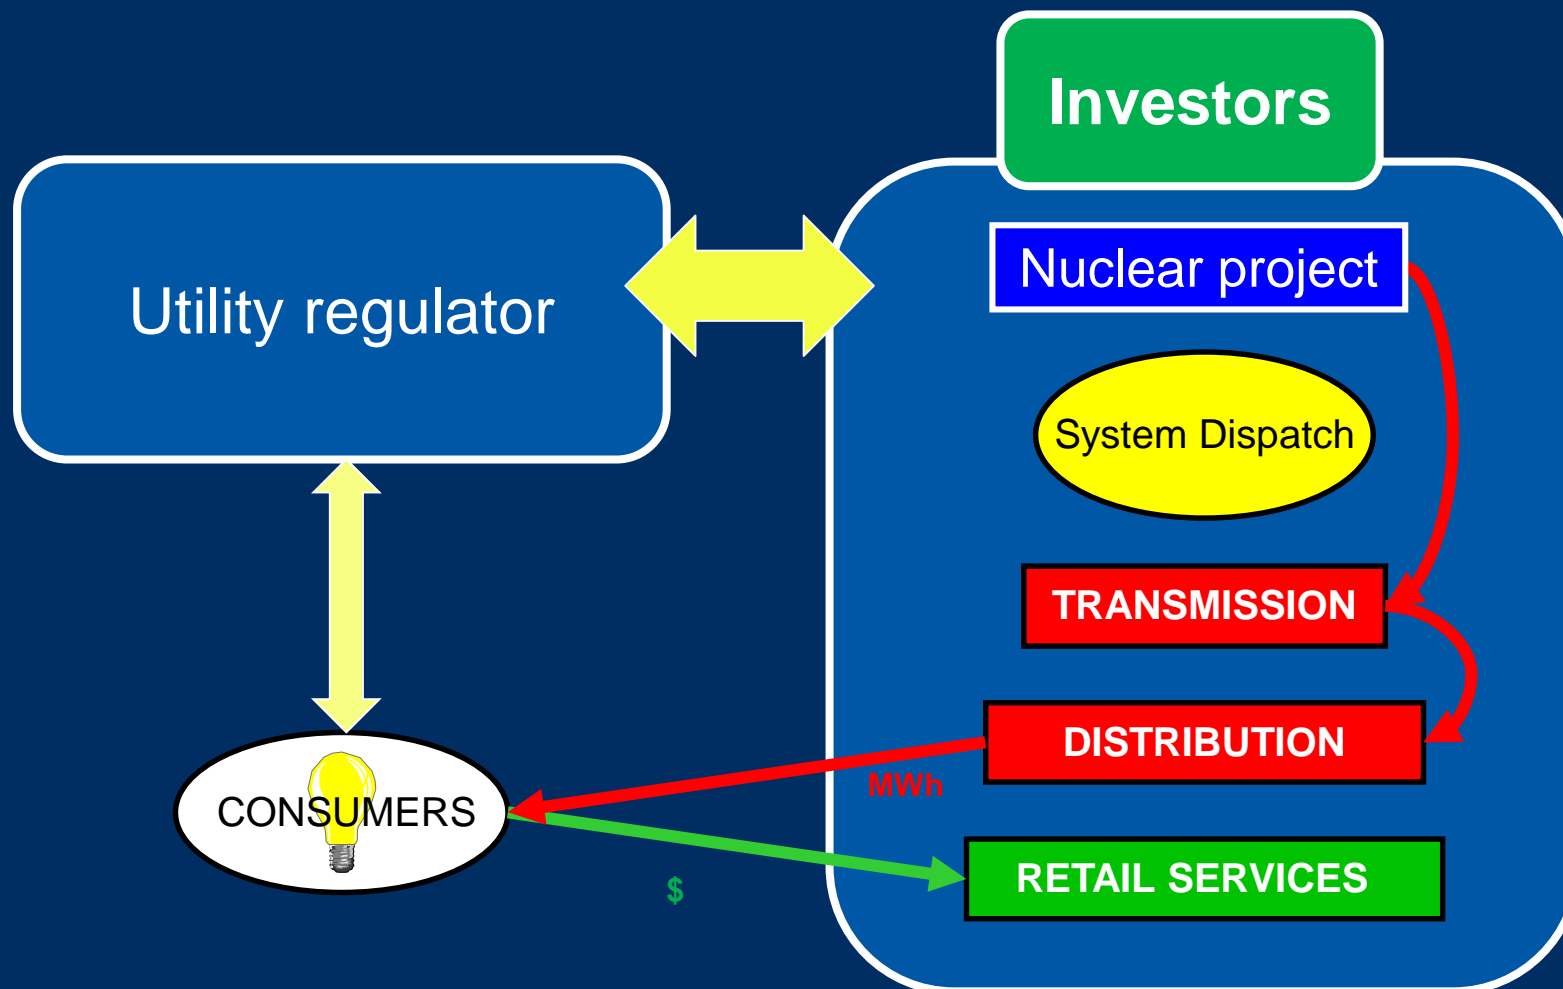 Investors
Utility regulator
Nuclear project
System Dispatch
TRANSMISSION
DISTRIBUTION
MWh
CONSUMERS
RETAIL SERVICES
$